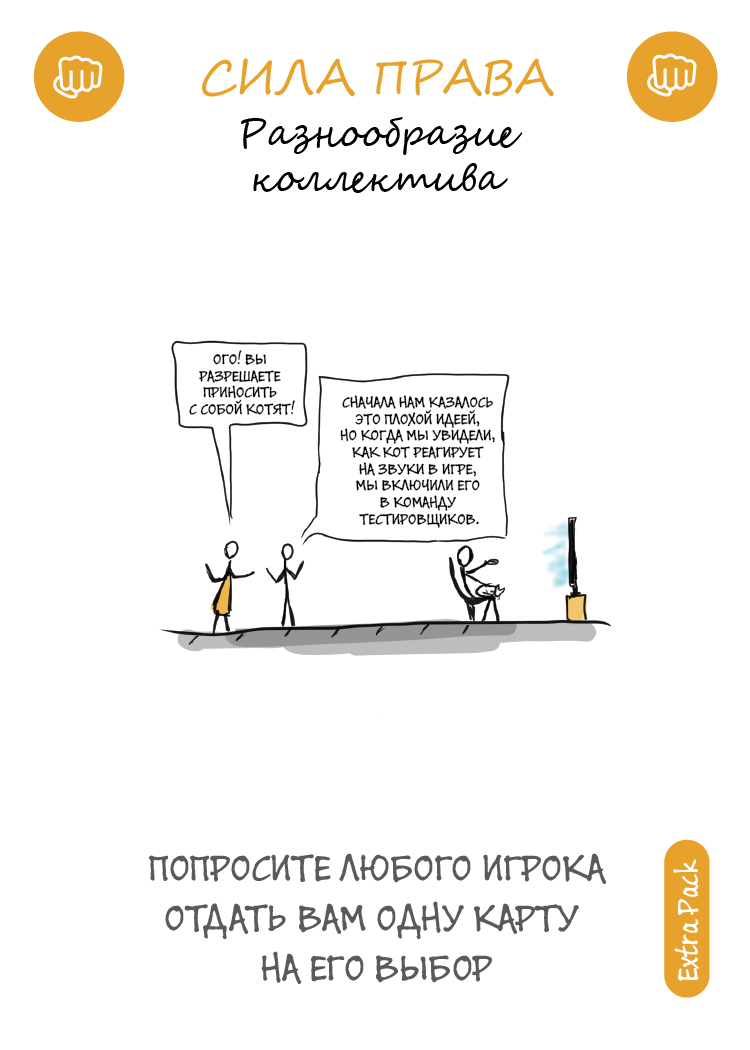 СИЛА ПРАВА
Разнообразие
коллектива
ОГО! ВЫ
РАЗРЕШАЕТЕ
ПРИНОСИТЬ
С СОБОЙ КОТЯТ!
СНАЧАЛА НАМ КАЗАЛОСЬ
ЭТО ПЛОХОЙ ИДЕЕЙ,
НО КОГДА МЫ УВИДЕЛИ,
КАК КОТ РЕАГИРУЕТ
НА ЗВУКИ В ИГРЕ,
МЫ ВКЛЮЧИЛИ ЕГО
В КОМАНДУ
ТЕСТИРОВЩИКОВ.
ПОПРОСИТЕ ЛЮБОГО ИГРОКА
ОТДАТЬ ВАМ ОДНУ КАРТУ
НА ЕГО ВЫБОР
Extra Pack